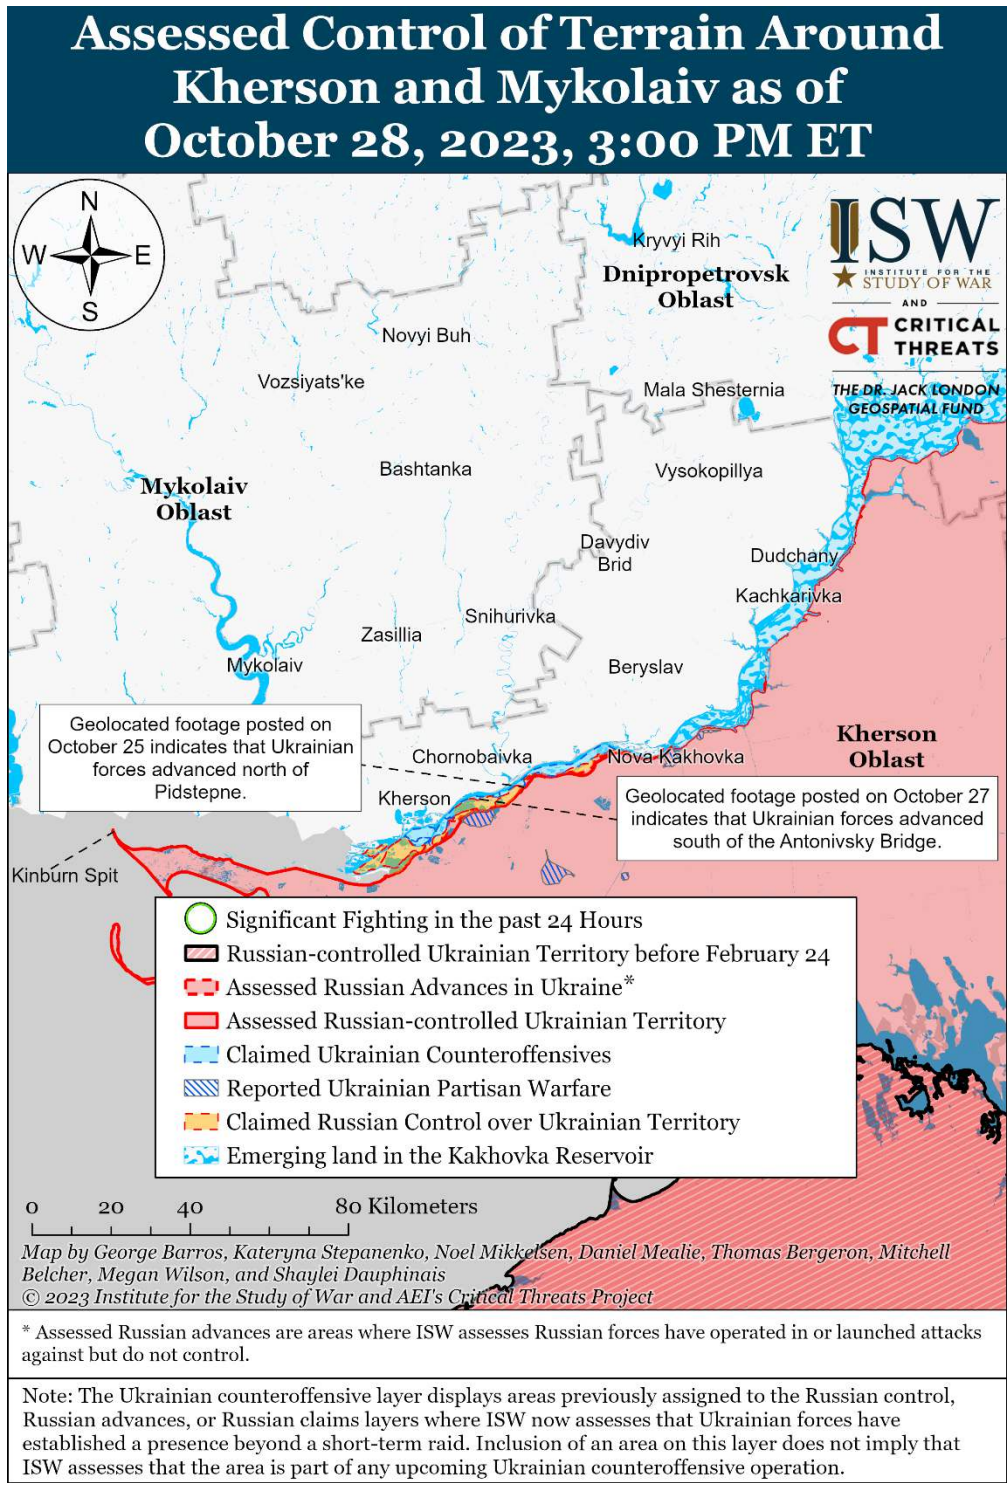 Assessed Control of Terrain Around
Kherson and Mykolaiv as of
October 28, 2023, 3:00 PM ET
N
W
E
S
ISW
INSTITUTE FOR THE
STUDY OF WAR
AND
CT CRITICAL
THREATS
THE DR. JACK LONDON
GEOSPATIAL FUND
Kryvyi Rih
Dnipropetrovsk
Oblast
Novyi Buh
Vozsiyats'ke
Mala Shesternia
Bashtanka
Vysokopillya
Mykolaiv
Oblast
Davydiv
Brid
Dudchany
Kachkarivka
Snihurivka
Zasillia
Mykolaiv
Beryslav
Geolocated footage posted on
October 25 indicates that Ukrainian
forces advanced north of
Pidstepne.
Chornobaivka
Nova Kakhovka
Kherson
Oblast
Kherson
Geolocated footage posted on October 27
indicates that Ukrainian forces advanced
south of the Antonivsky Bridge.
Kinburn Spit
Significant Fighting in the past 24 Hours
Russian-controlled Ukrainian Territory before February 24
Assessed Russian Advances in Ukraine*
Assessed Russian-controlled Ukrainian Territory
Claimed Ukrainian Counteroffensives
Reported Ukrainian Partisan Warfare
Claimed Russian Control over Ukrainian Territory
Emerging land in the Kakhovka Reservoir
0 20 40 80 Kilometers
Map by George Barros, Kateryna Stepanenko, Noel Mikkelsen, Daniel Mealie, Thomas Bergeron, Mitchell
Belcher, Megan Wilson, and Shaylei Dauphinais
© 2023 Institute for the Study of War and AEI's Critical Threats Project
* Assessed Russian advances are areas where ISW assesses Russian forces have operated in or launched attacks
against but do not control.
Note: The Ukrainian counteroffensive layer displays areas previously assigned to the Russian control,
Russian advances, or Russian claims layers where ISW now assesses that Ukrainian forces have
established a presence beyond a short-term raid. Inclusion of an area on this layer does not imply that
ISW assesses that the area is part of any upcoming Ukrainian counteroffensive operation.